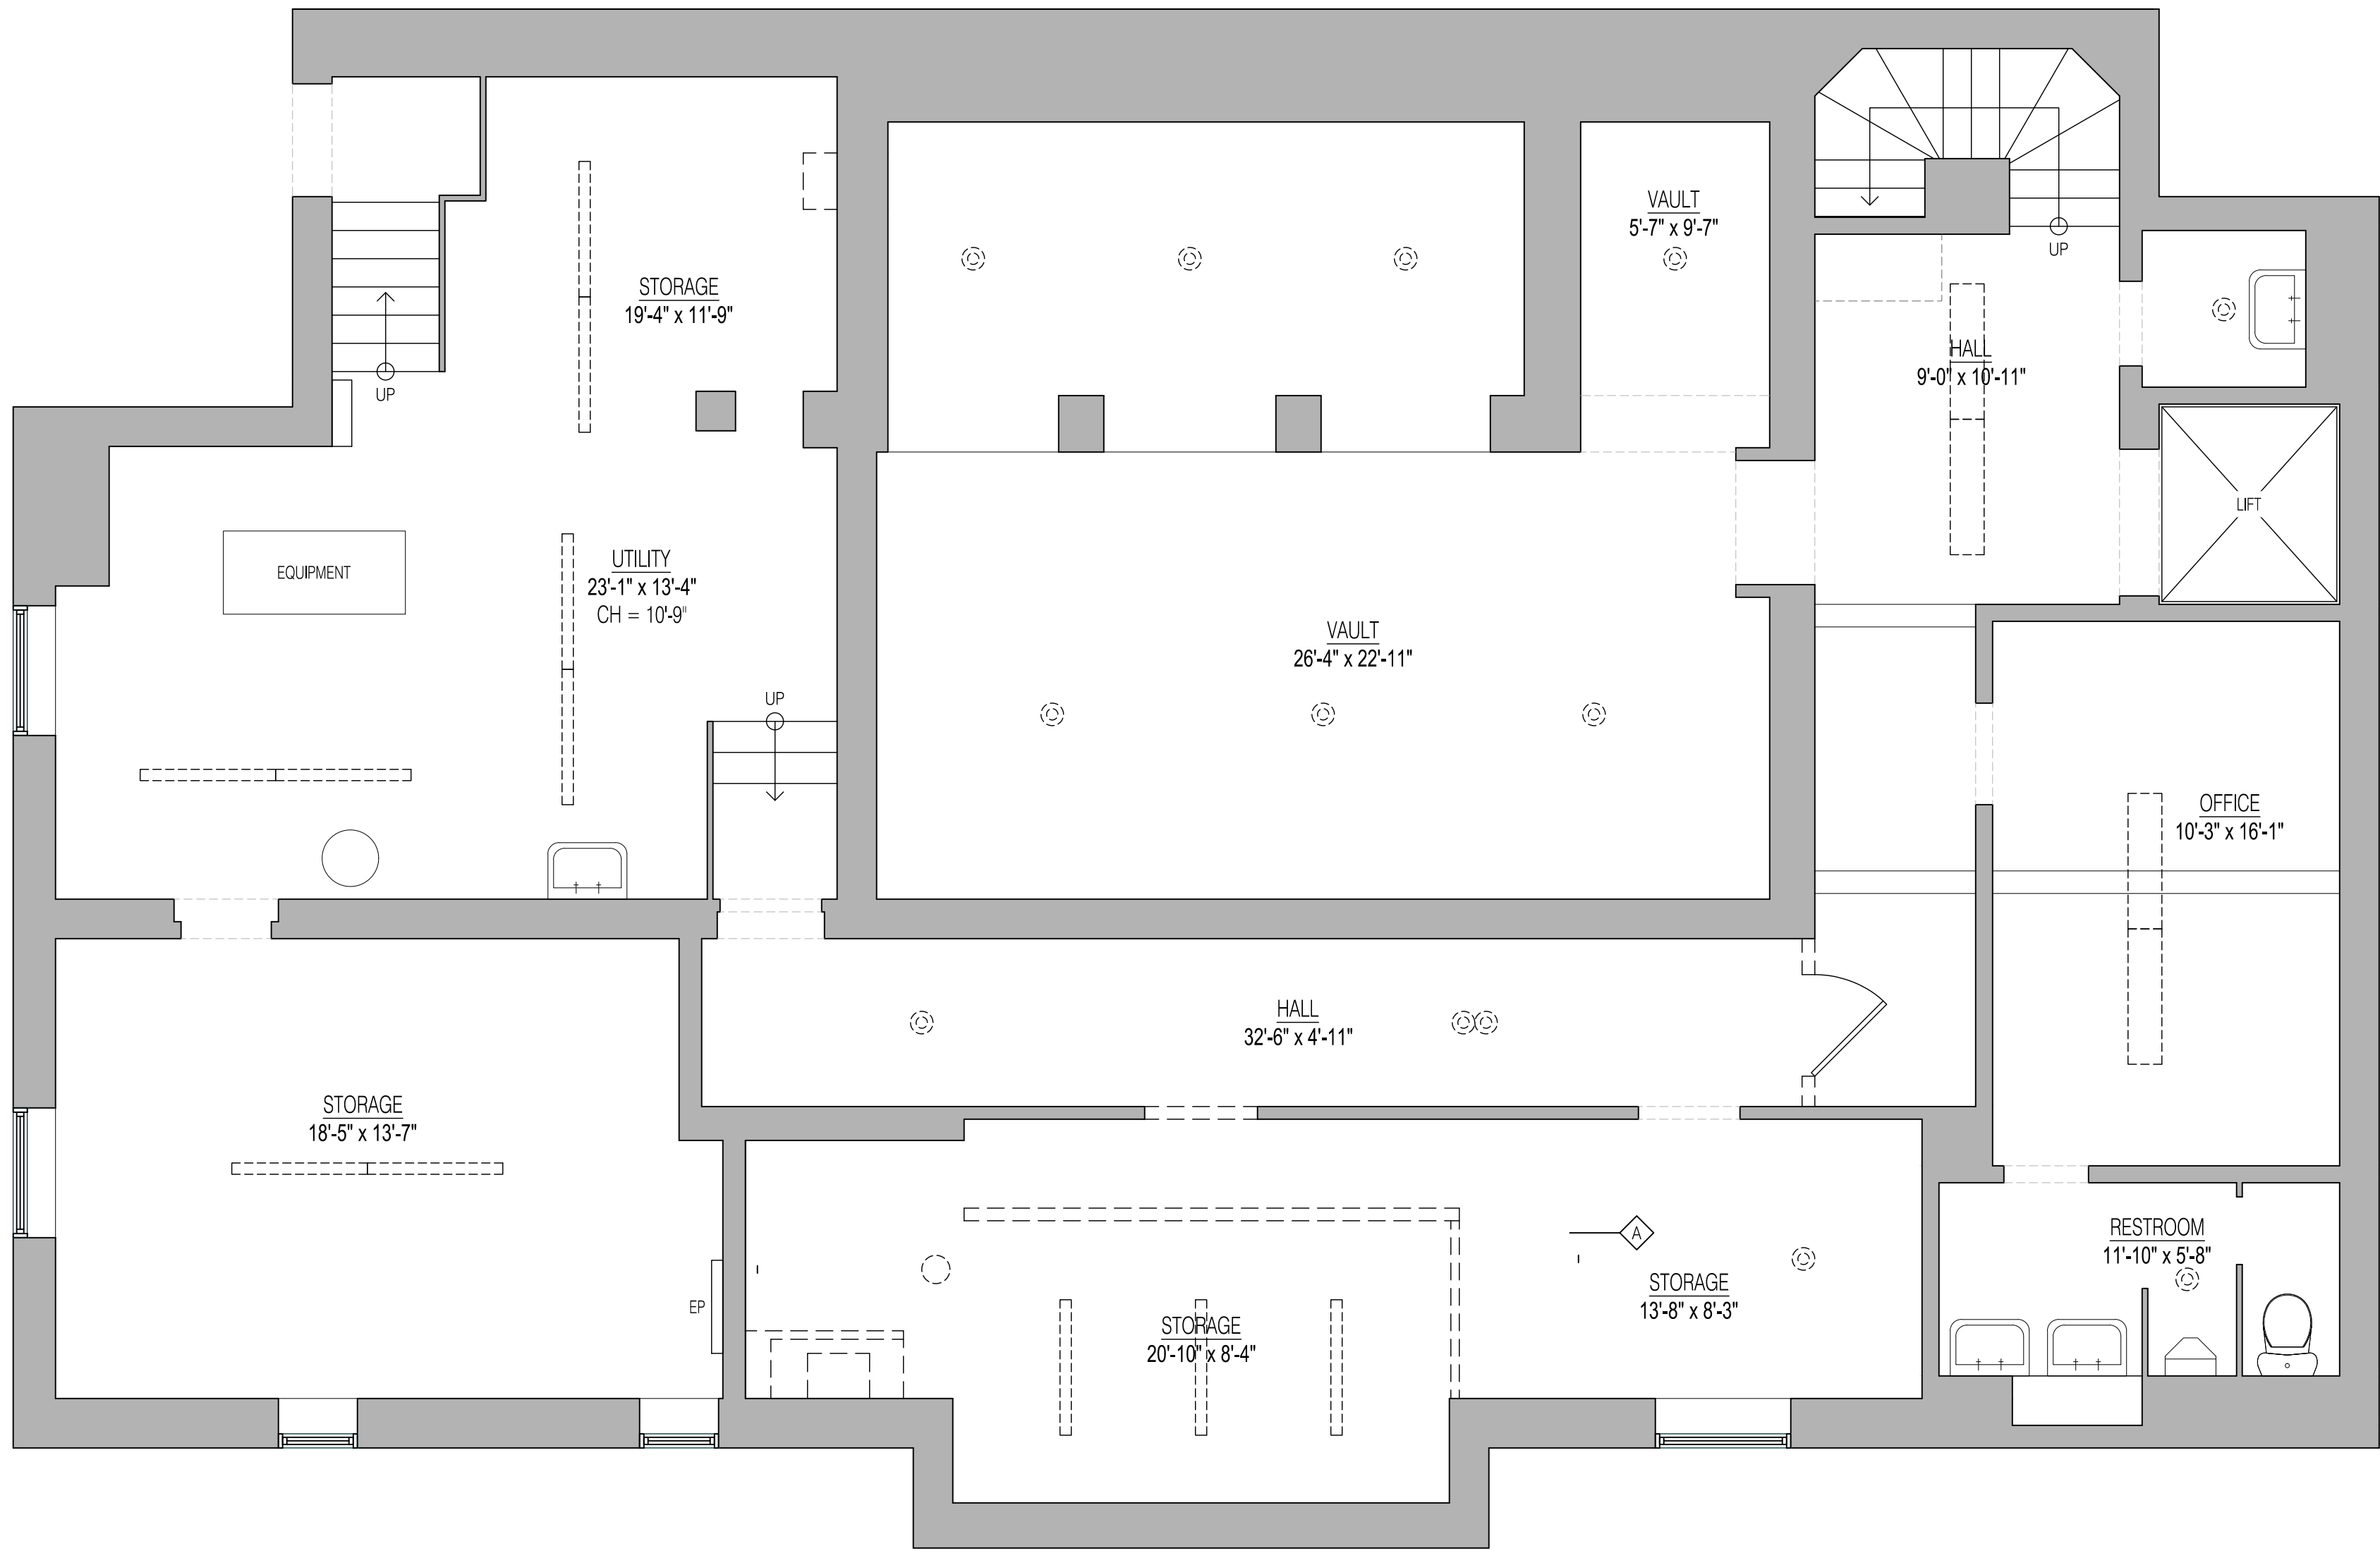 VAULT
5'-7" x 9'-7"
UP
STORAGE
19'-4" x 11'-9"
HALL
9'-0" x 10'-11"
UP
LIFT
EQUIPMENT
UTILITY
23'-1" x 13'-4"
CH = 10'-9"
VAULT
26'-4" x 22'-11"
UP
OFFICE
10'-3" x 16'-1"
HALL
32'-6" x 4'-11"
STORAGE
18'-5" x 13'-7"
A
RESTROOM
11'-10" x 5'-8"
EP
STORAGE
20'-10" x 8'-4"
STORAGE
13'-8" x 8'-3"